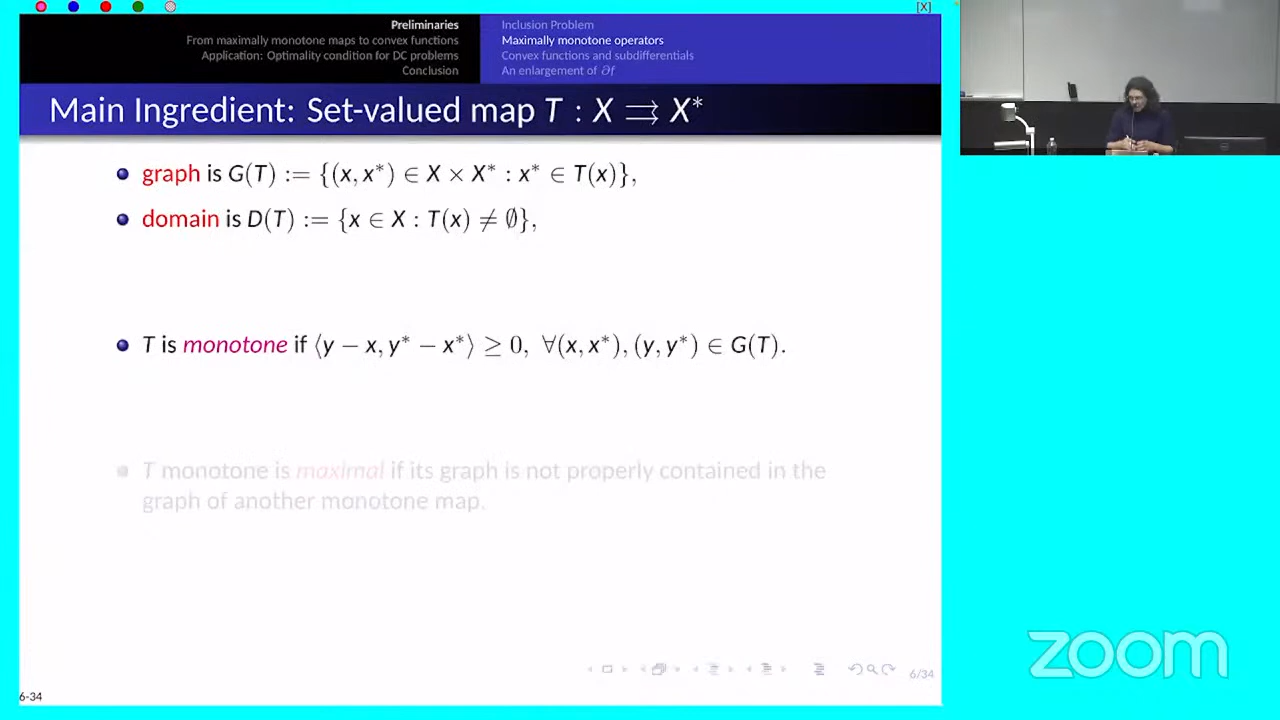 [X]
Preliminaries
From maximally monotone maps to convex functions
Application: Optimality condition for DC problems
Conclusion
Inclusion Problem
Maximally monotone operators
Convex functions and subdifferentials
An enlargement of ∂f
Main Ingredient: Set-valued map T : X ⇉ X*
graph is G(T) := {(x, x*) ∈ X × X* : x* ∈ T(x)},
domain is D(T) := {x ∈ X : T(x) ≠ ∅},
T is monotone if ⟨y − x, y* − x*⟩ ≥ 0, ∀(x, x*), (y, y*) ∈ G(T).
T monotone is maximal if its graph is not properly contained in the
graph of another monotone map.
6/34
6-34
zoom